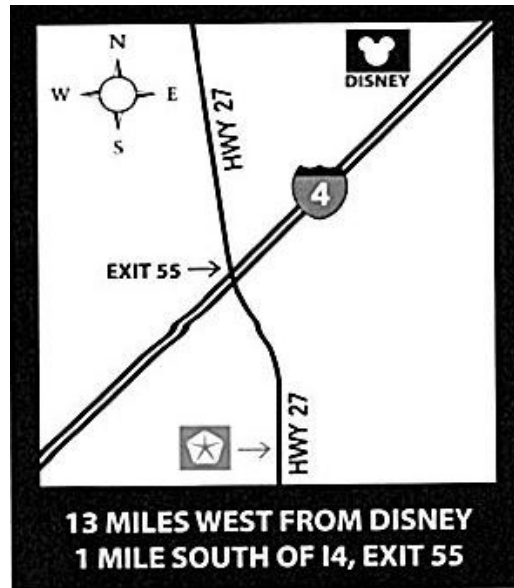 N
W E
S
HWY 27
DISNEY
4
EXIT 55
HWY 27
13 MILES WEST FROM DISNEY
1 MILE SOUTH OF I4, EXIT 55